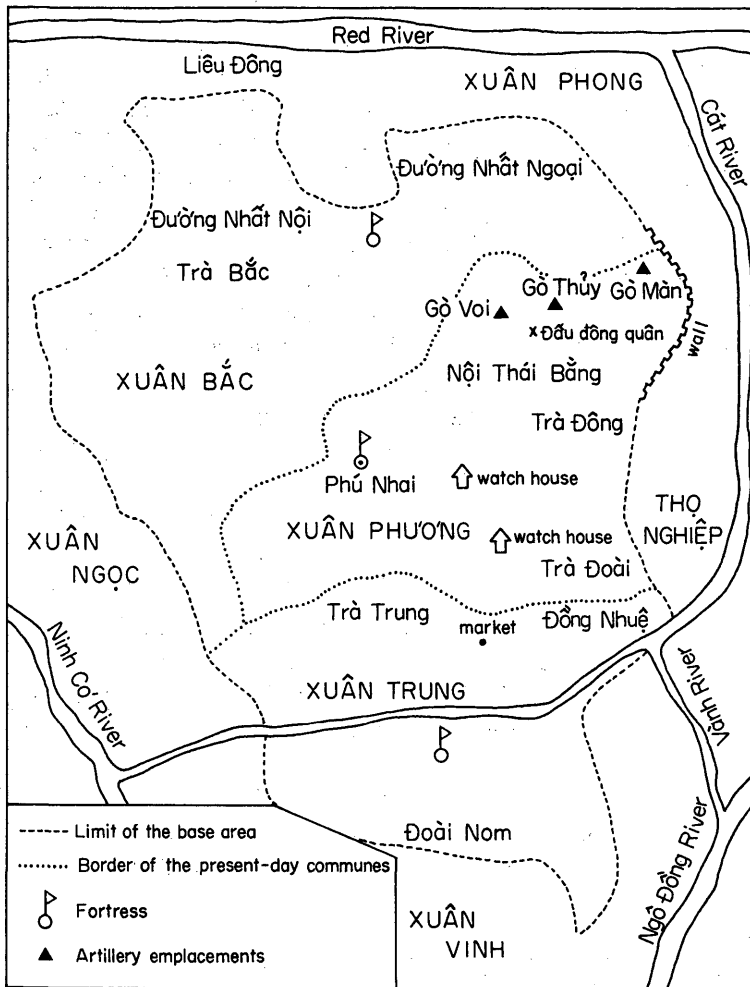 Red River
Liêu Đông
XUÂN PHONG
Cát River
Đường Nhất Ngoại
Đường Nhất Nội
Trà Bắc
Gò Thủy
Gò Màn
Gò Voi
x Đấu đông quân
wall
Nội Thái Bằng
XUÂN BẮC
Trà Đông
Phú Nhai
watch house
THỌ
NGHIỆP
XUÂN PHƯƠNG
watch house
XUÂN
NGỌC
Trà Đoài
Trà Trung
market
Đồng Nhuệ
Ninh Cơ River
XUÂN TRUNG
Vành River
Đoài Nom
Ngô Đồng River
XUÂN
VINH
Limit of the base area
Border of the present-day communes
Fortress
Artillery emplacements